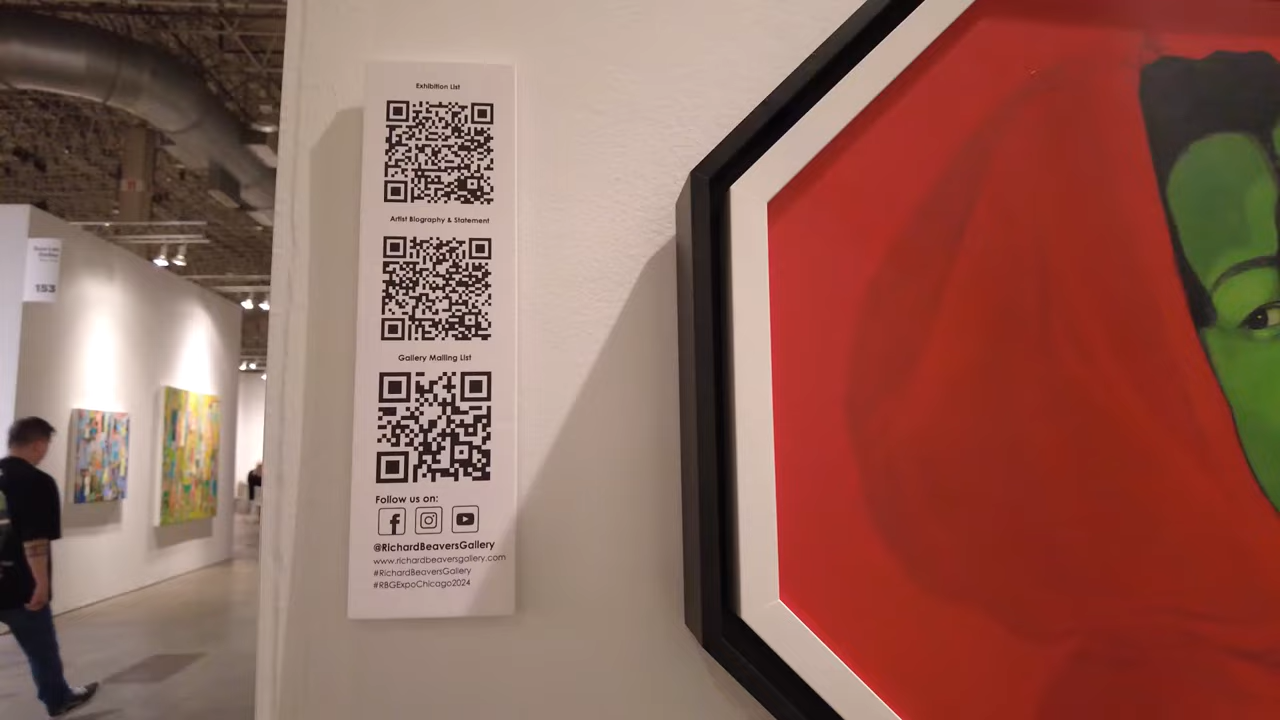 Exhibition List
Artist Biography & Statement
Gallery Mailing List
Follow us on:
@RichardBeaversGallery
www.richardbeaversgallery.com
#RichardBeaversGallery
#RBGExpoChicago2024
153